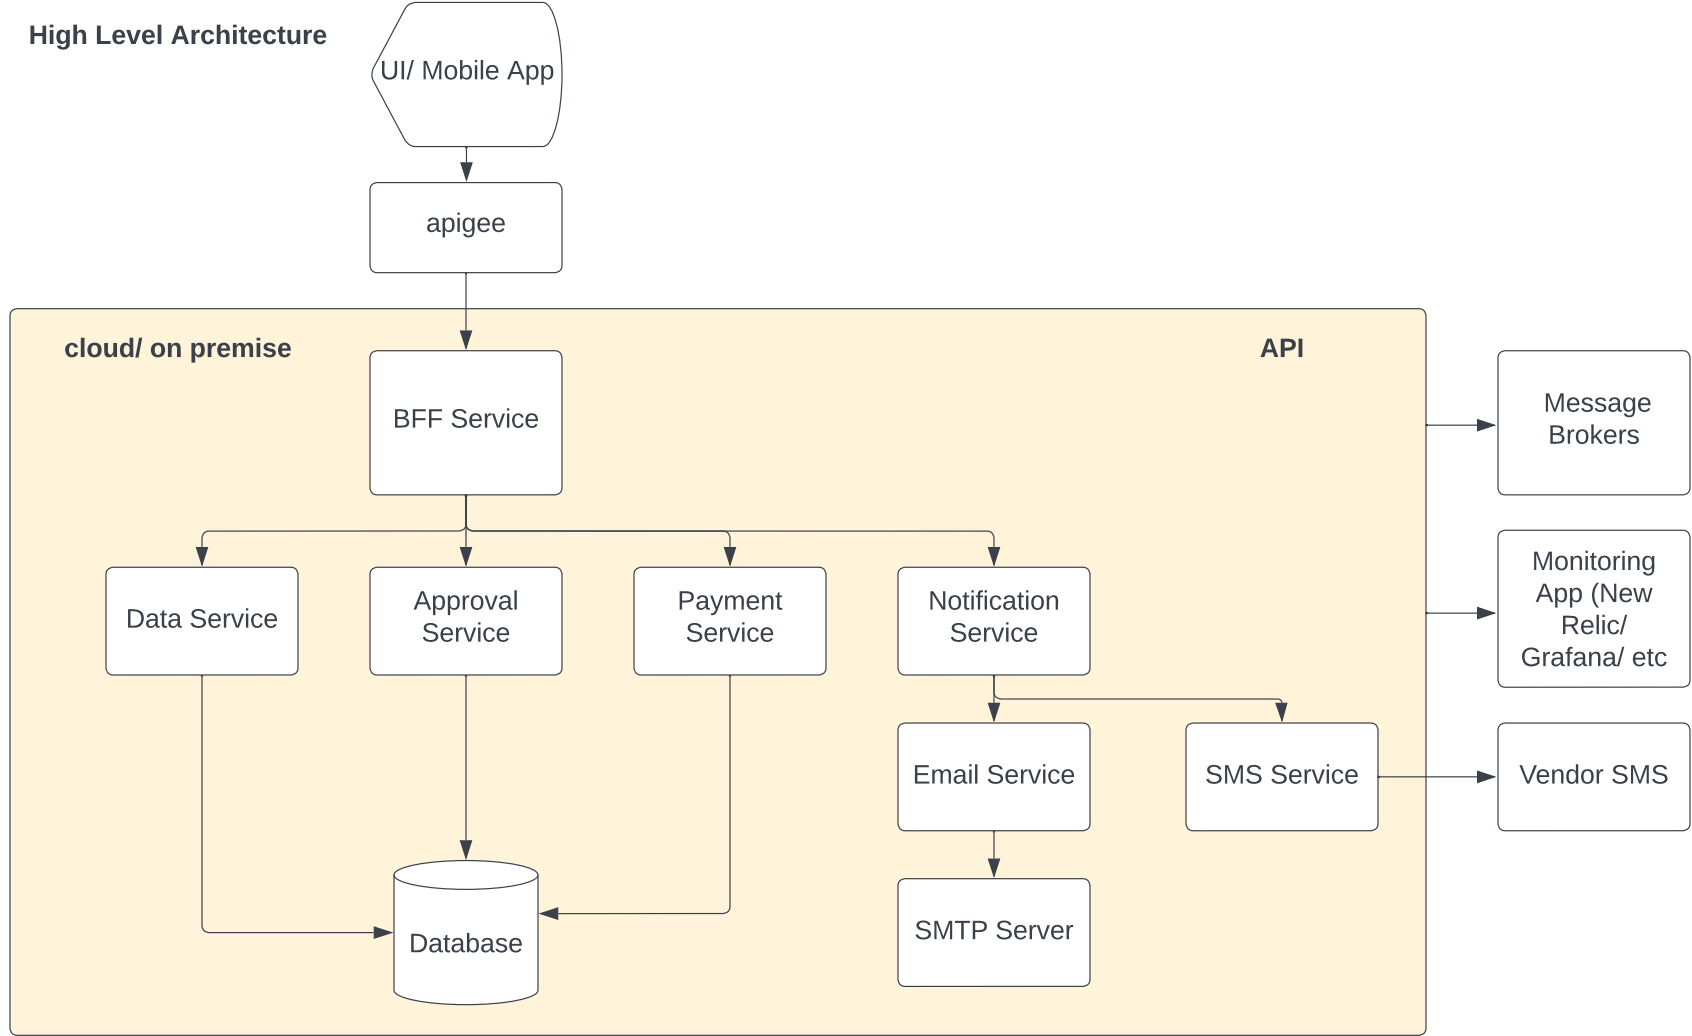 High Level Architecture
UI/ Mobile App
apigee
cloud/ on premise
API
BFF Service
Message
Brokers
Data Service
Approval
Service
Payment
Service
Notification
Service
Monitoring
App (New
Relic/
Grafana/ etc
Email Service
SMS Service
Vendor SMS
Database
SMTP Server